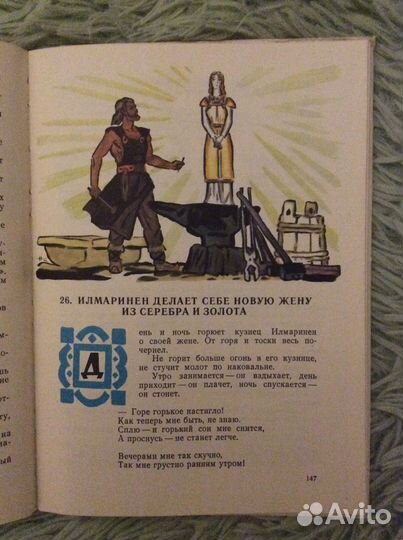 26. ИЛМАРИНЕН ДЕЛАЕТ СЕБЕ НОВУЮ ЖЕНУ
ИЗ СЕРЕБРА И ЗОЛОТА
День и ночь горюет кузнец Илмаринен
о своей жене. От горя и тоски весь по-
чернел.
Не горит больше огонь в его кузнице,
не стучит молот по наковальне.
Утро занимается — он вздыхает, день
приходит — он плачет, ночь спускается —
он стонет.
— Горе горькое настигло!
Как теперь мне быть, не знаю.
Сплю — и горький сон мне снится,
А проснусь — не станет легче.
Вечерами мне так скучно,
Так мне грустно ранним утром!
147
Avito